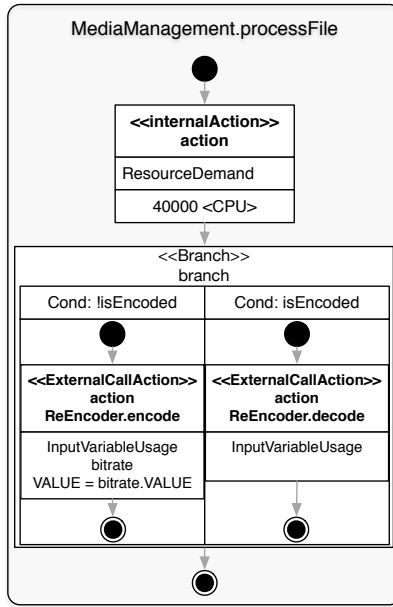 MediaManagement.processFile
<<internalAction>>
action
ResourceDemand
40000 <CPU>
<<Branch>>
branch
Cond: !isEncoded
<<ExternalCallAction>>
action
ReEncoder.encode
InputVariableUsage
bitrate
VALUE = bitrate.VALUE
Cond: isEncoded
<<ExternalCallAction>>
action
ReEncoder.decode
InputVariableUsage